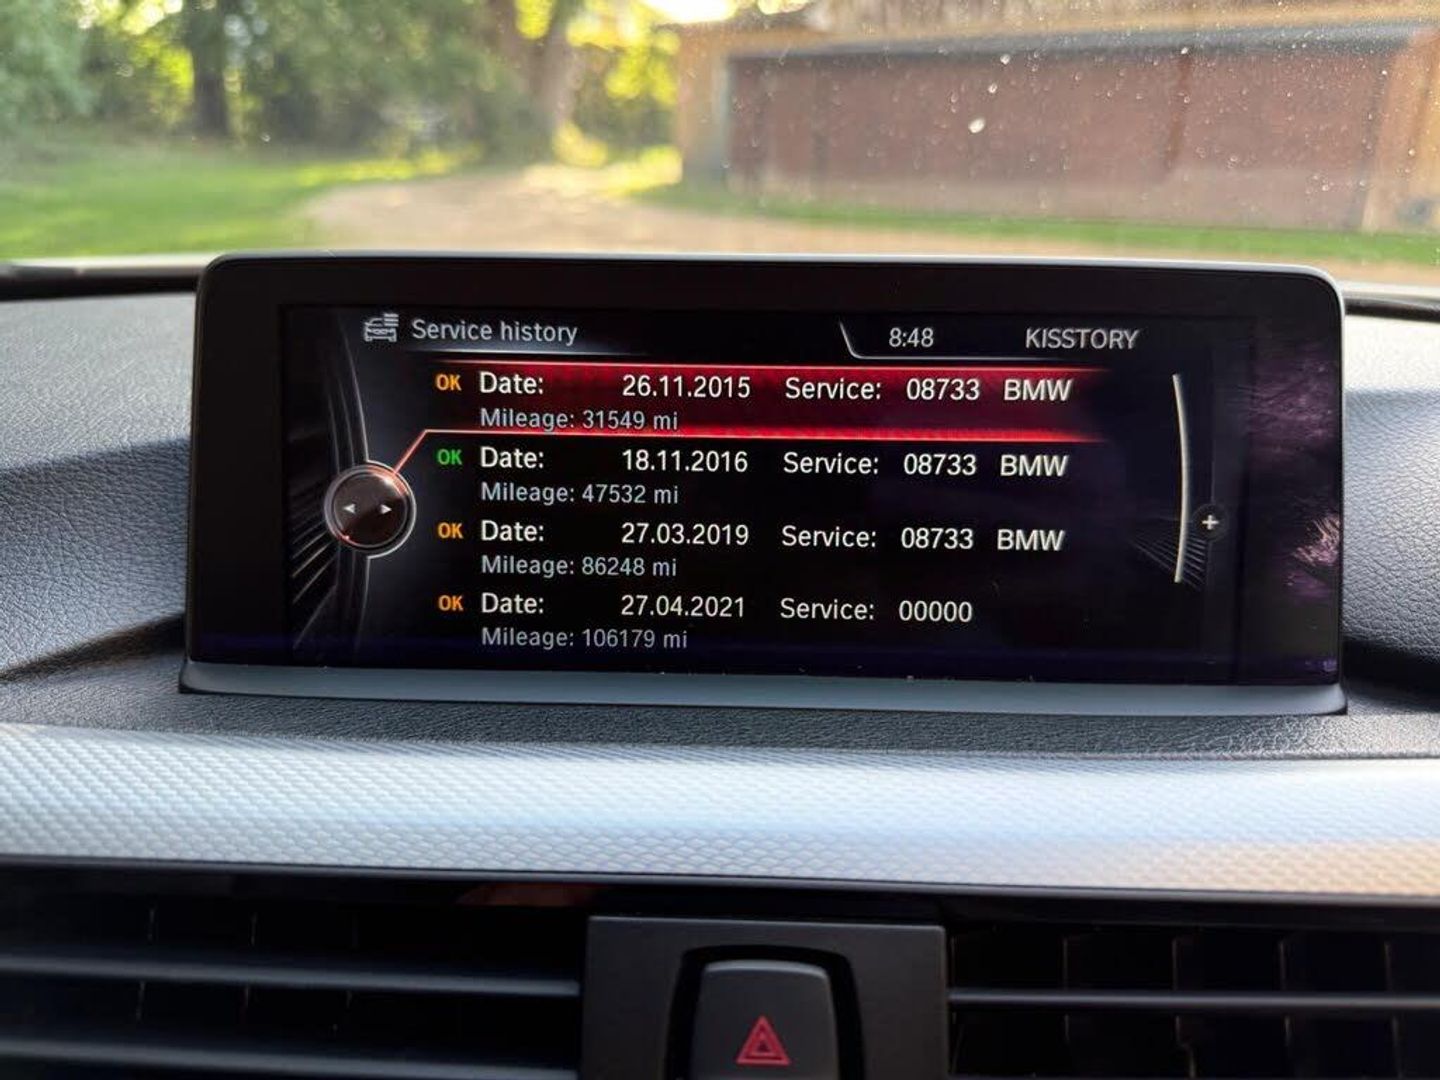 Service history 8:48 KISSTORY
OK Date: 26.11.2015 Service: 08733 BMW
Mileage: 31549 mi
OK Date: 18.11.2016 Service: 08733 BMW
Mileage: 47532 mi
OK Date: 27.03.2019 Service: 08733 BMW
Mileage: 86248 mi
OK Date: 27.04.2021 Service: 00000
Mileage: 106179 mi